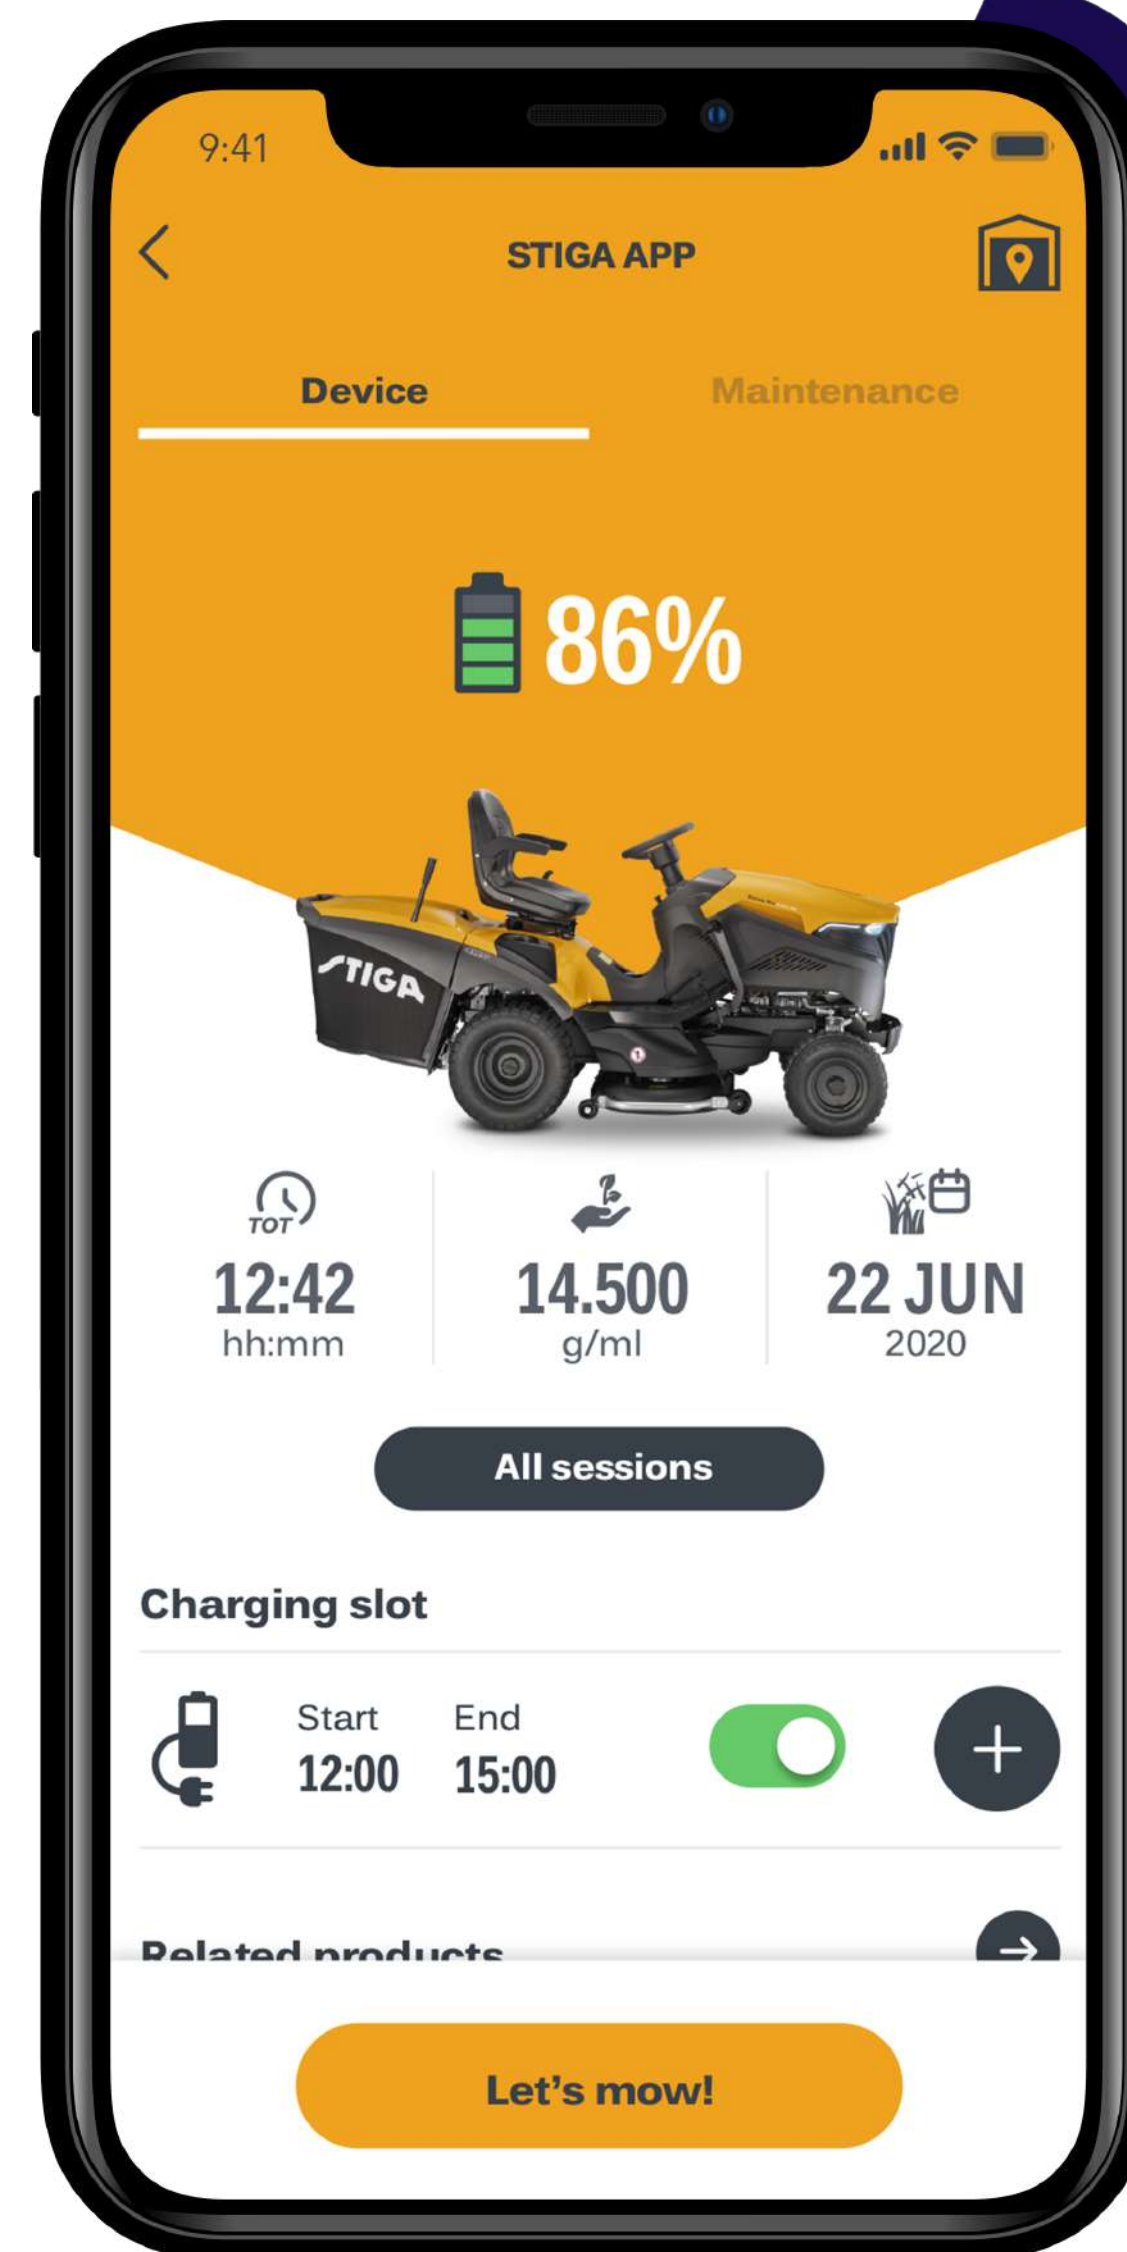 9:41
STIGA APP
Device Maintenance
86%
STIGA
TOT
12:42 14.500 22 JUN
hh:mm g/ml 2020
All sessions
Charging slot
Start End
12:00 15:00
Related products
Let's mow!